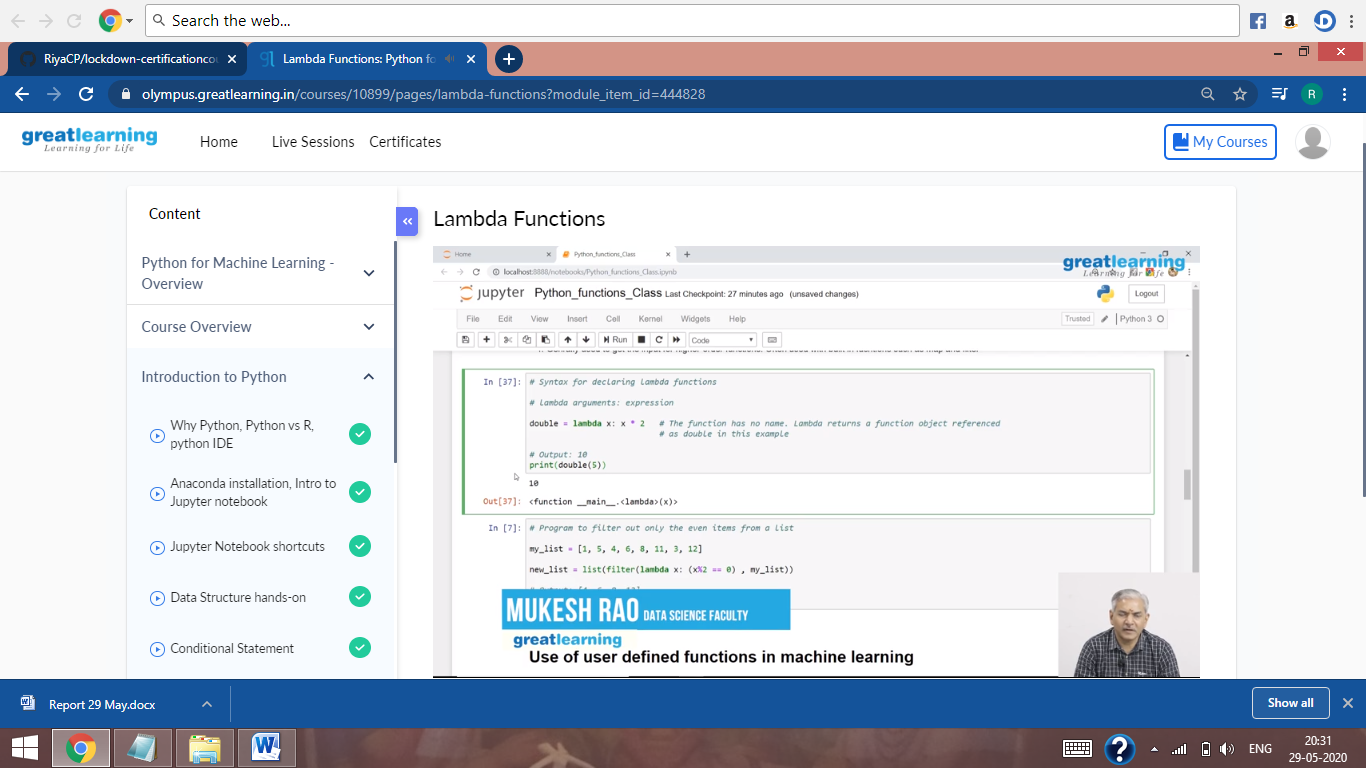 Search the web...
RiyaCP/lockdown-certificationcou
Lambda Functions: Python fo
olympus.greatlearning.in/courses/10899/pages/lambda-functions?module_item_id=444828
R
greatlearning
Learning for Life
Home
Live Sessions
Certificates
My Courses
Content
Python for Machine Learning -
Overview
Course Overview
Introduction to Python
Why Python, Python vs R,
python IDE
Anaconda installation, Intro to
Jupyter notebook
Jupyter Notebook shortcuts
Data Structure hands-on
Conditional Statement
Lambda Functions
Home
Python_functions_Class
localhost:8888/notebooks/Python_functions_Class.ipynb
greatlearning
Learning for Life
jupyter Python_functions_Class Last Checkpoint: 27 minutes ago (unsaved changes)
Logout
File Edit View Insert Cell Kernel Widgets Help
Trusted
Python 3
Run
Code
In [37]: # Syntax for declaring lambda functions
# lambda arguments: expression
double = lambda x: x * 2 # The function has no name. Lambda returns a function object referenced
# as double in this example
# Output: 10
print(double(5))
10
Out[37]: <function __main__.<lambda>(x)>
In [7]: # Program to filter out only the even items from a list
my_list = [1, 5, 4, 6, 8, 11, 3, 12]
new_list = list(filter(lambda x: (x%2 == 0) , my_list))
MUKESH RAO DATA SCIENCE FACULTY
greatlearning
Use of user defined functions in machine learning
Report 29 May.docx
Show all
ENG
20:31
29-05-2020